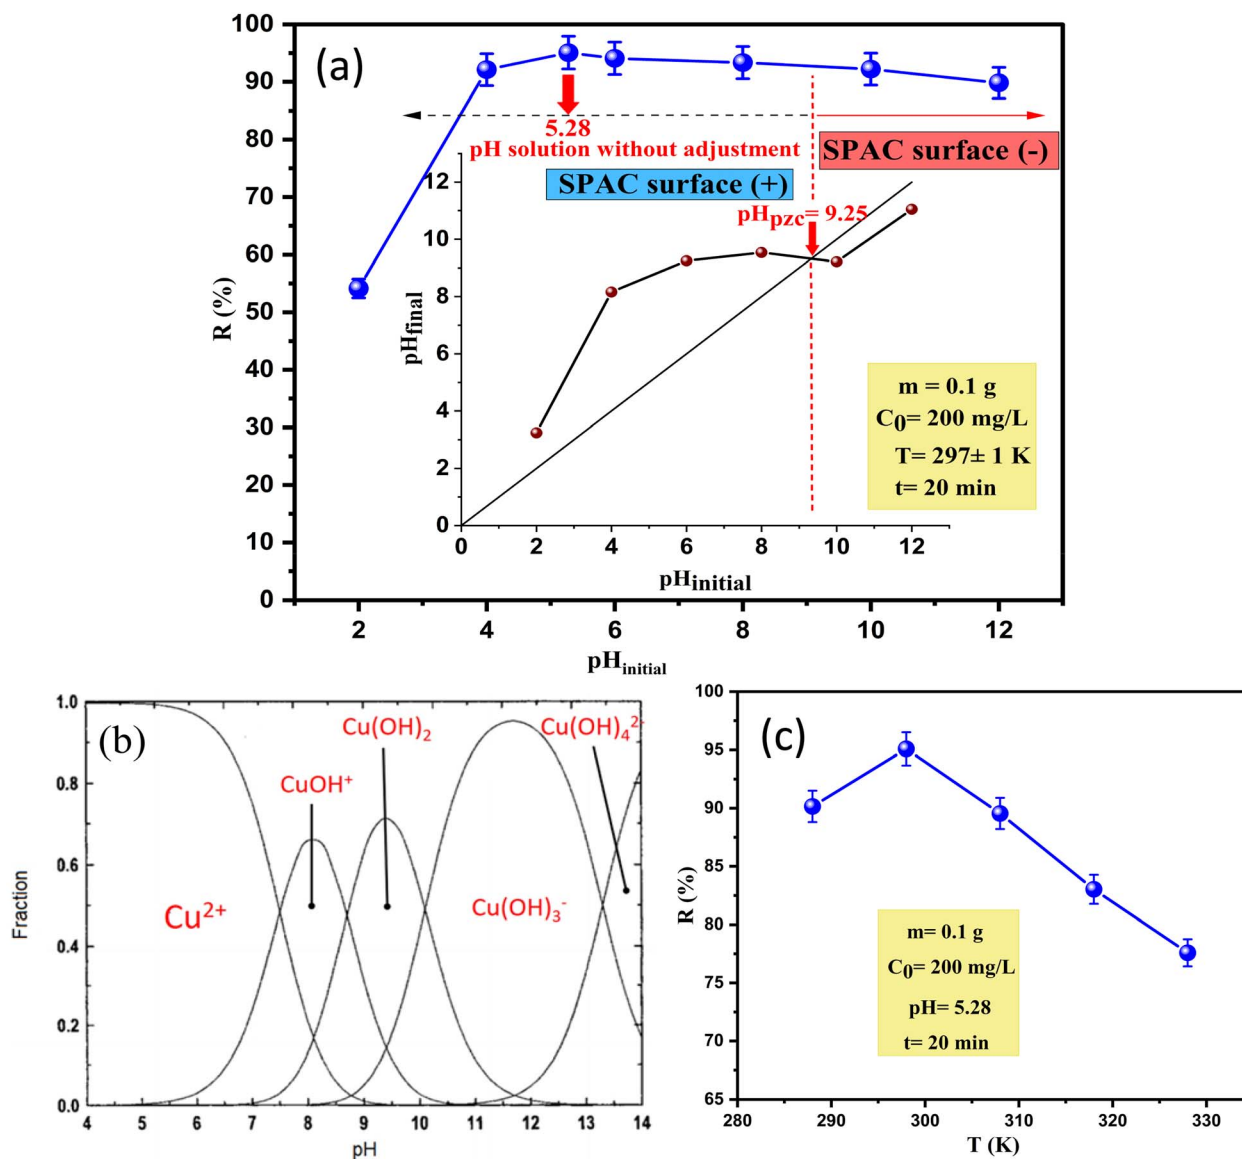 (a)
100
90
80
70
60
50
40
30
20
10
0
R (%)
5.28
pH solution without adjustment
SPAC surface (-)
SPAC surface (+)
pHpzc= 9.25
12
10
8
6
4
2
0
pHfinal
0 2 4 6 8 10 12
pHinitial
m = 0.1 g
C0= 200 mg/L
T= 297± 1 K
t= 20 min
2 4 6 8 10 12
pHinitial
(b)
1.0
0.8
0.6
0.4
0.2
0.0
Fraction
Cu(OH)2
Cu(OH)4²⁻
CuOH⁺
Cu²⁺
Cu(OH)3⁻
4 5 6 7 8 9 10 11 12 13 14
pH
(c)
100
95
90
85
80
75
70
65
R (%)
m= 0.1 g
C0= 200 mg/L
pH= 5.28
t= 20 min
280 290 300 310 320 330
T (K)